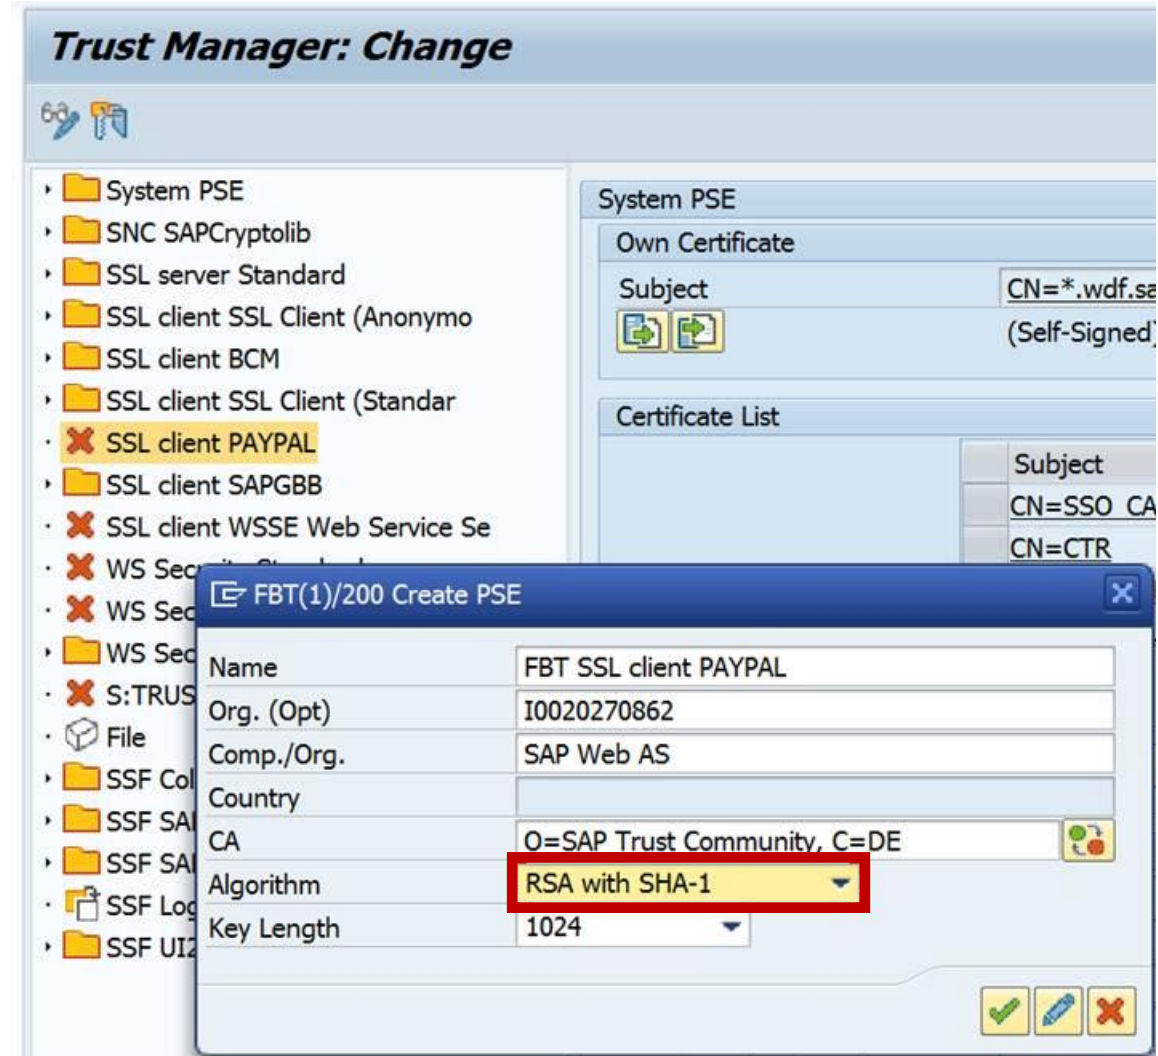 Trust Manager: Change
System PSE
SNC SAPCryptolib
SSL server Standard
SSL client SSL Client (Anonymo
SSL client BCM
SSL client SSL Client (Standar
SSL client PAYPAL
SSL client SAPGBB
SSL client WSSE Web Service Se
WS Sec
WS Sec
WS Sec
S:TRUS
File
SSF Col
SSF SAI
SSF SAI
SSF Log
SSF UI2
System PSE
Own Certificate
Subject CN=*.wdf.sa
(Self-Signed)
Certificate List
Subject
CN=SSO_CA
CN=CTR
FBT(1)/200 Create PSE
Name FBT SSL client PAYPAL
Org. (Opt) I0020270862
Comp./Org. SAP Web AS
Country
CA O=SAP Trust Community, C=DE
Algorithm RSA with SHA-1
Key Length 1024